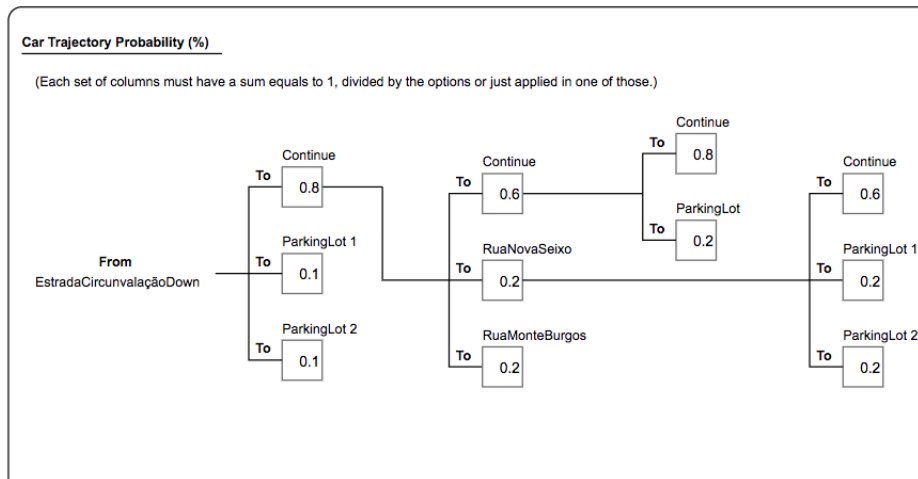 Car Trajectory Probability (%)
(Each set of columns must have a sum equals to 1, divided by the options or just applied in one of those.)
From
EstradaCircunvalaçãoDown
To
Continue
0.8
To
ParkingLot 1
0.1
To
ParkingLot 2
0.1
To
Continue
0.6
To
RuaNovaSeixo
0.2
To
RuaMonteBurgos
0.2
To
Continue
0.8
To
ParkingLot
0.2
To
Continue
0.6
To
ParkingLot 1
0.2
To
ParkingLot 2
0.2